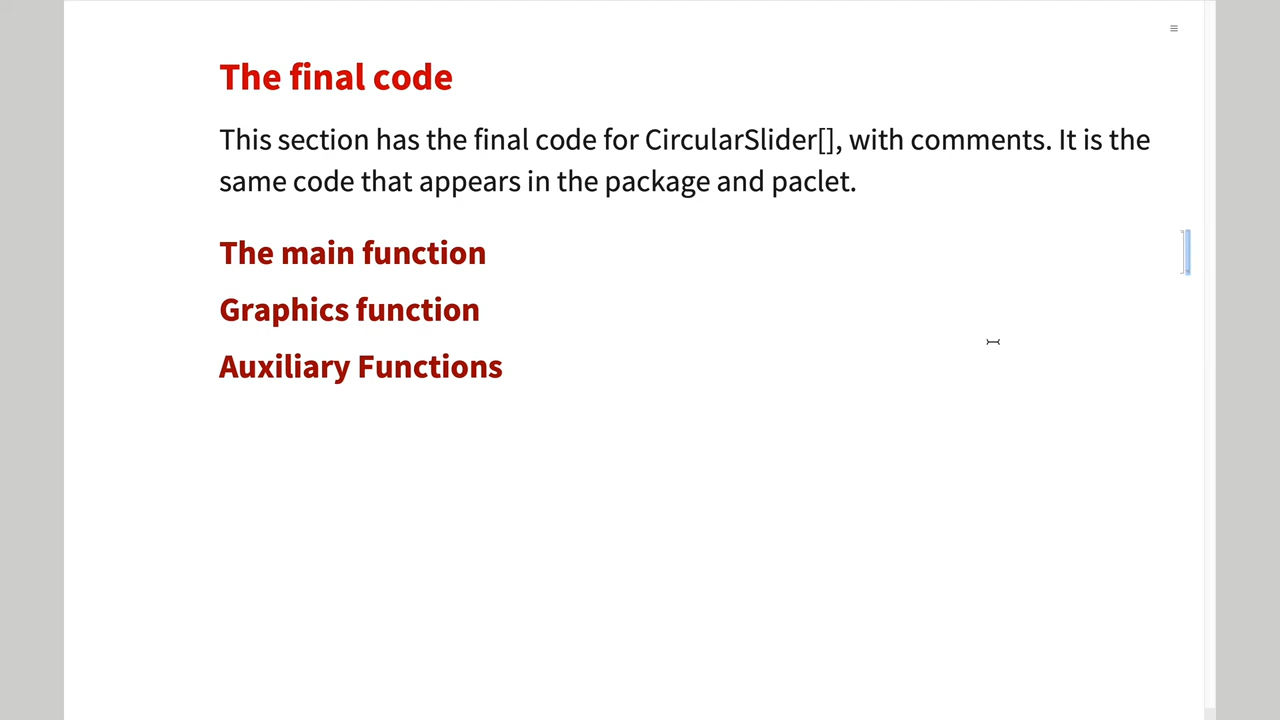 The final code
This section has the final code for CircularSlider[], with comments. It is the
same code that appears in the package and paclet.
The main function
Graphics function
Auxiliary Functions